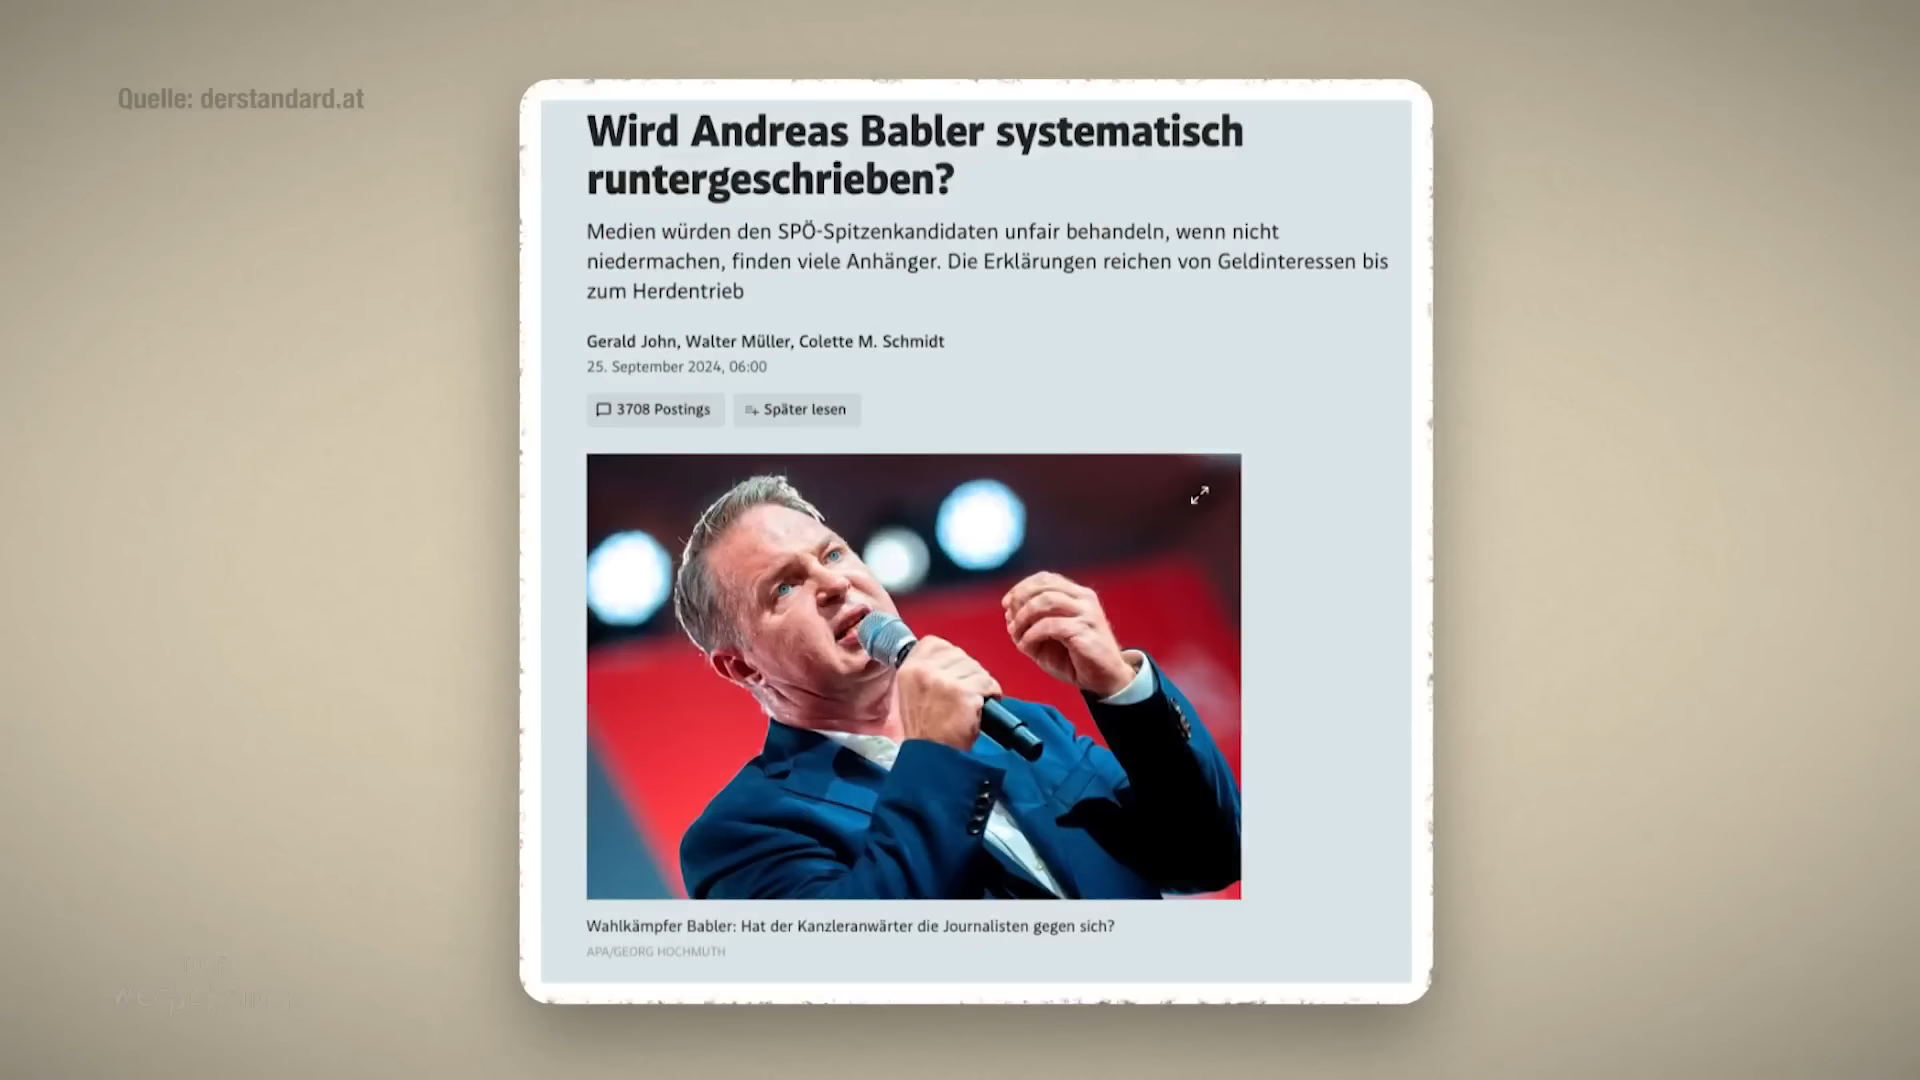 Quelle: derstandard.at
Wird Andreas Babler systematisch
runtergeschrieben?
Medien würden den SPÖ-Spitzenkandidaten unfair behandeln, wenn nicht
niedermachen, finden viele Anhänger. Die Erklärungen reichen von Geldinteressen bis
zum Herdentrieb
Gerald John, Walter Müller, Colette M. Schmidt
25. September 2024, 06:00
3708 Postings
Später lesen
Wahlkämpfer Babler: Hat der Kanzleranwärter die Journalisten gegen sich?
APA/GEORG HOCHMUTH